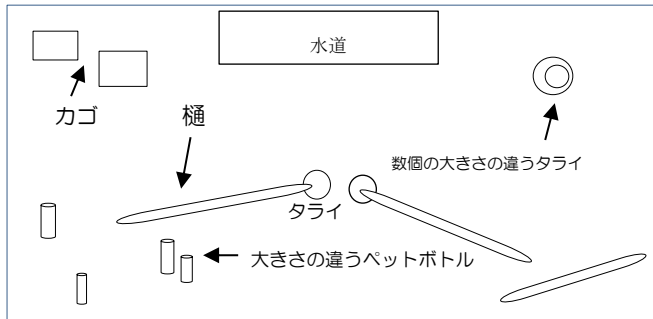 水道
カゴ
樋
数個の大きさの違うタライ
タライ
大きさの違うペットボトル